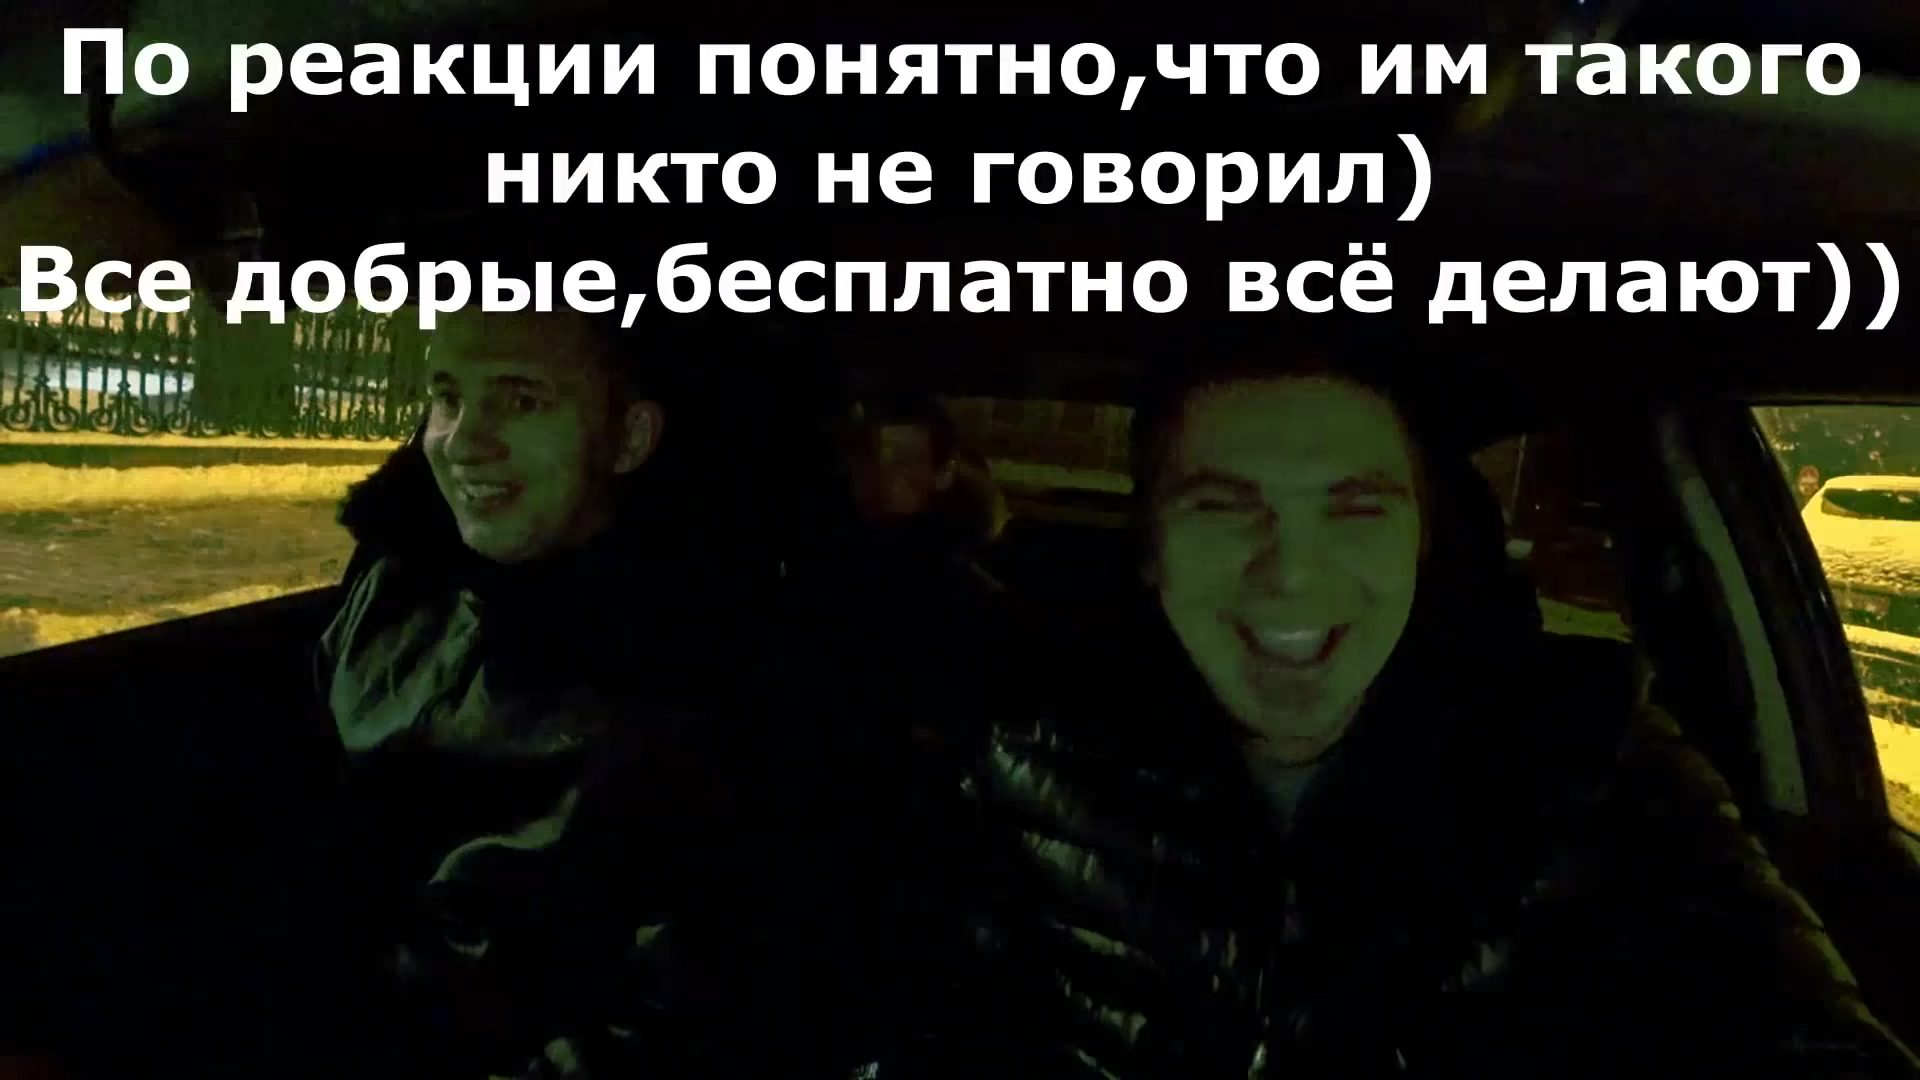 По реакции понятно,что им такого
никто не говорил)
Все добрые,бесплатно всё делают))